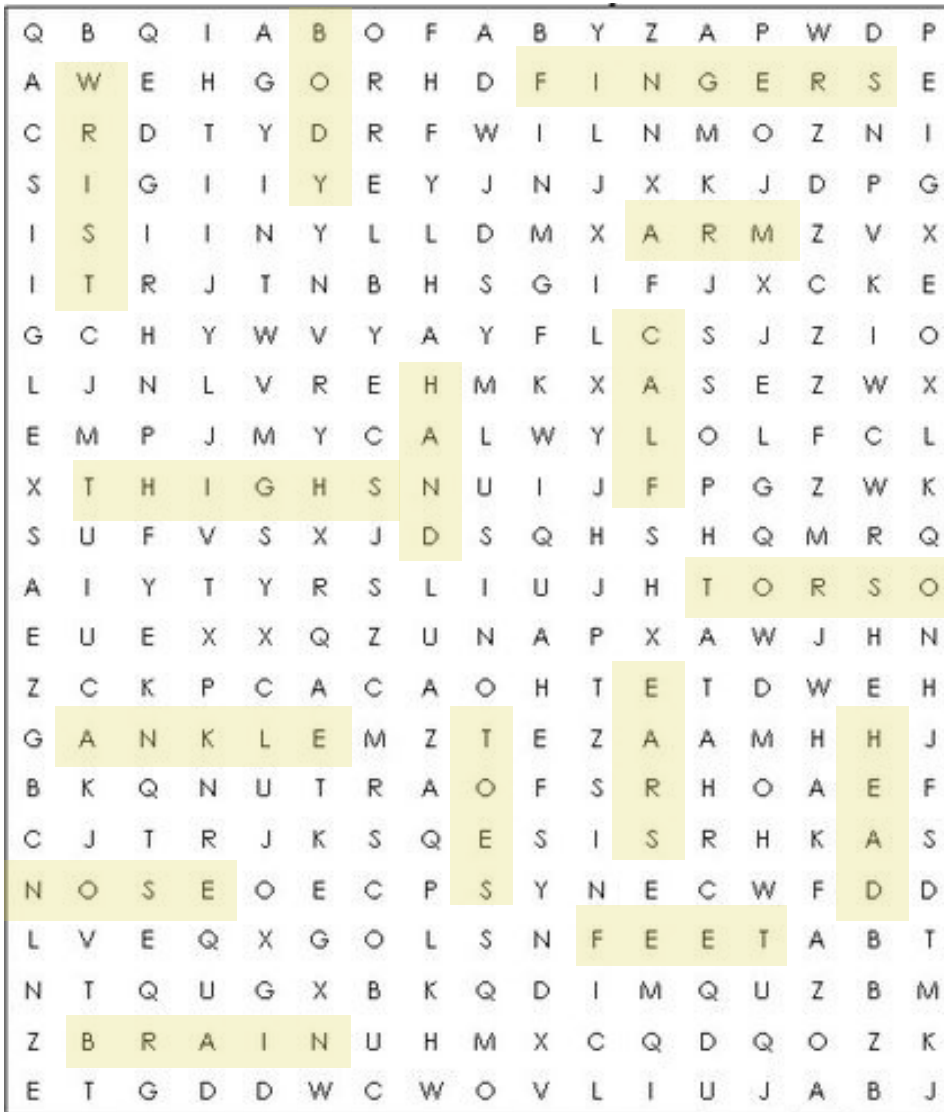 Q B Q I A B O F A B Y Z A P W D P
A W E H G O R H D F I N G E R S E
C R D T Y D R F W I L N M O Z N I
S I G I I Y E Y J N J X K J D P G
I S I I N Y L L D M X A R M Z V X
I T R J T N B H S G I F J X C K E
G C H Y W V Y A Y F L C S J Z I O
L J N L V R E H M K X A S E Z W X
E M P J M Y C A L W Y L O L F C L
X T H I G H S N U I J F P G Z W K
S U F V S X J D S Q H S H Q M R Q
A I Y T Y R S L I U J H T O R S O
E U E X X Q Z U N A P X A W J H N
Z C K P C A C A O H T E T D W E H
G A N K L E M Z T E Z A A M H H J
B K Q N U T R A O F S R H O A E F
C J T R J K S Q E S I S R H K A S
N O S E O E C P S Y N E C W F D D
L V E Q X G O L S N F E E T A B T
N T Q U G X B K Q D I M Q U Z B M
Z B R A I N U H M X C Q D Q O Z K
E T G D D W C W O V L I U J A B J